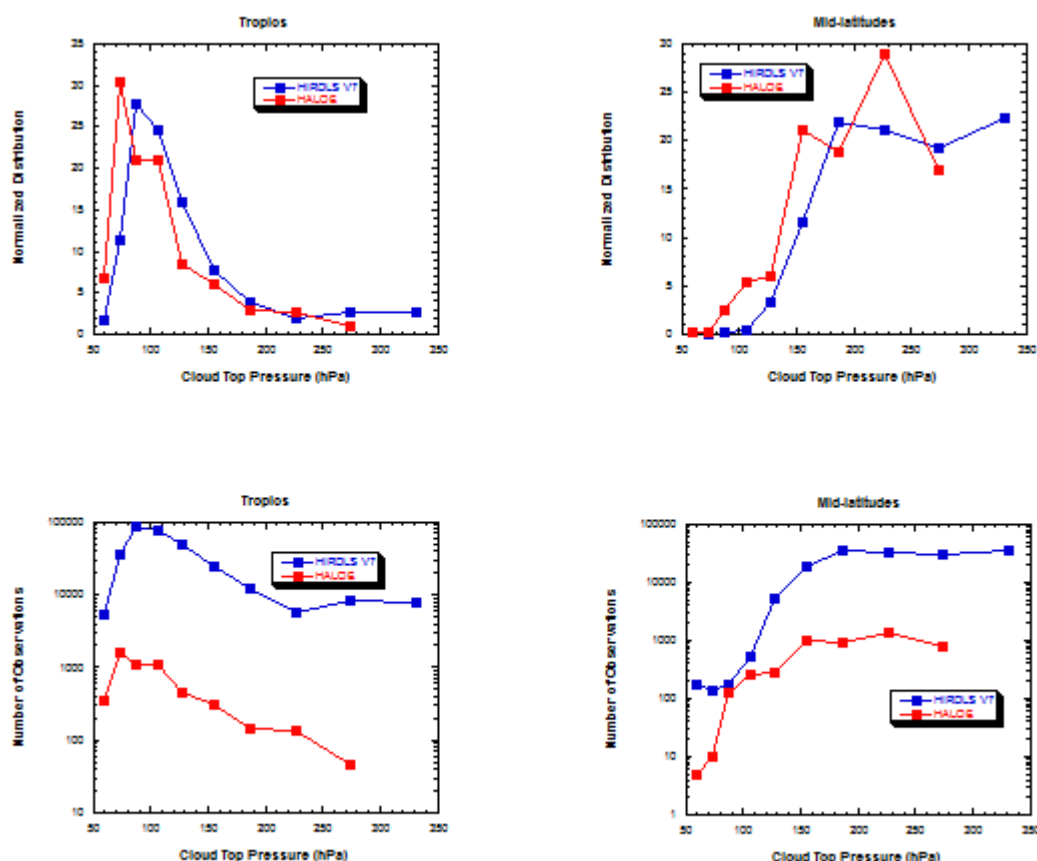 Tropics
35
30
25
20
15
10
5
0
Normalized Distribution
HIRDLS V7
HALOE
50 100 150 200 250 300 350
Cloud Top Pressure (hPa)
Mid-latitudes
30
25
20
15
10
5
0
Normalized Distribution
HIRDLS V7
HALOE
50 100 150 200 250 300 350
Cloud Top Pressure (hPa)
Tropics
100000
10000
1000
100
10
Number of Observations
HIRDLS V7
HALOE
50 100 150 200 250 300 350
Cloud Top Pressure (hPa)
Mid-latitudes
100000
10000
1000
100
10
1
Number of Observations
HIRDLS V7
HALOE
50 100 150 200 250 300 350
Cloud Top Pressure (hPa)